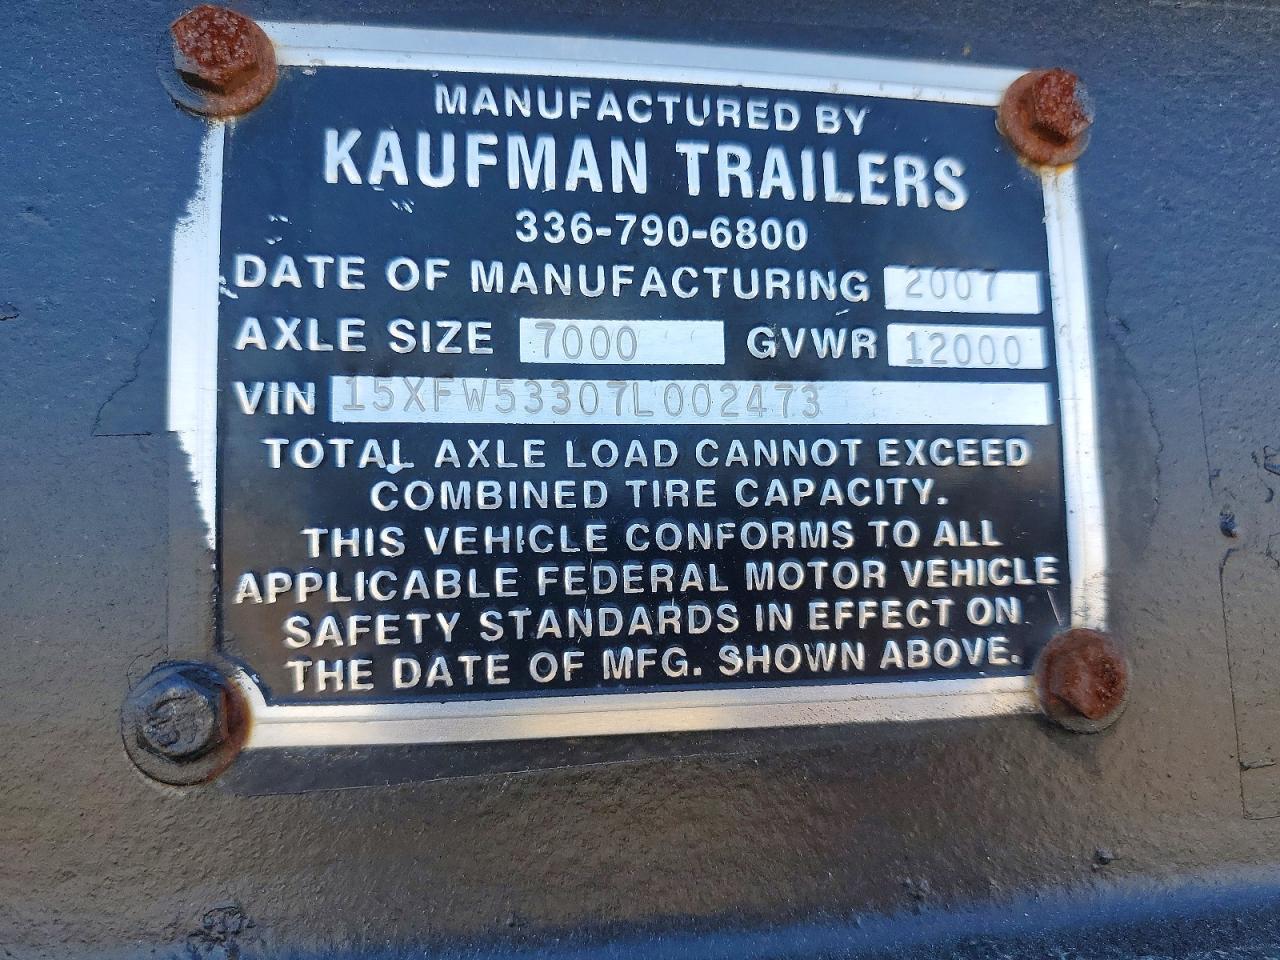 MANUFACTURED BY
KAUFMAN TRAILERS
336-790-6800
DATE OF MANUFACTURING 2007
AXLE SIZE 7000 GVWR 12000
VIN 15XFW53307L002473
TOTAL AXLE LOAD CANNOT EXCEED
COMBINED TIRE CAPACITY.
THIS VEHICLE CONFORMS TO ALL
APPLICABLE FEDERAL MOTOR VEHICLE
SAFETY STANDARDS IN EFFECT ON
THE DATE OF MFG. SHOWN ABOVE.